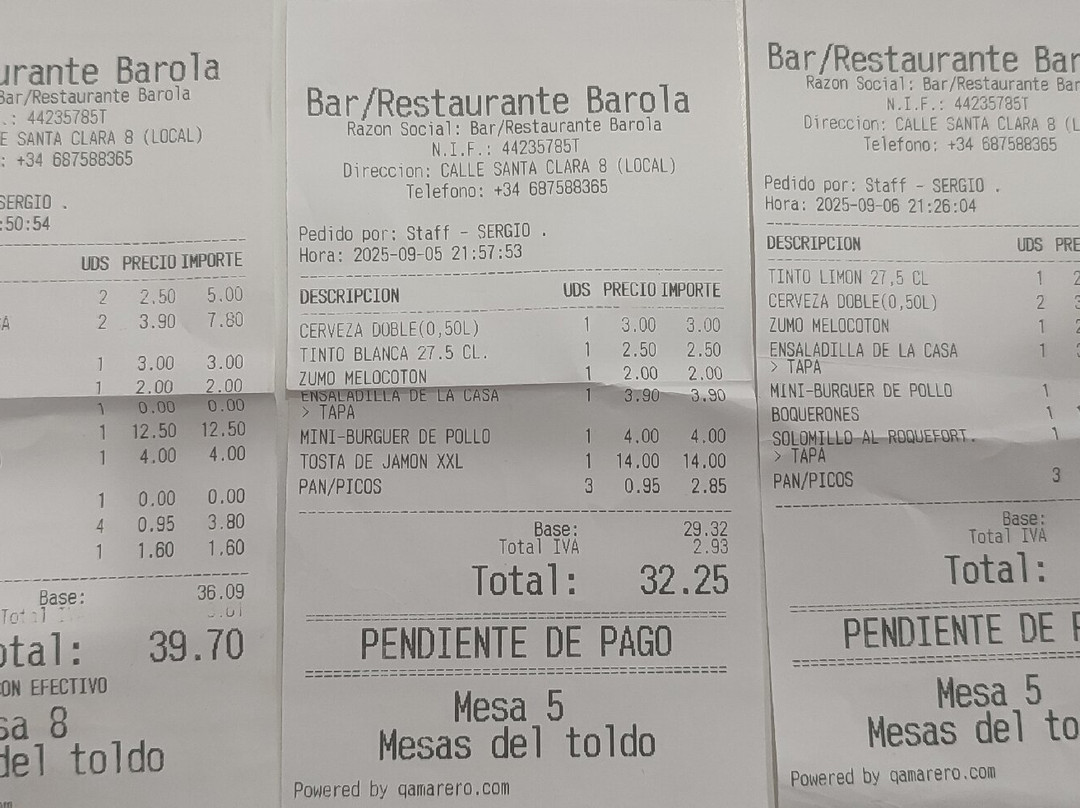 urante Barola
Bar/Restaurante Barola
.: 44235785T
E SANTA CLARA 8 (LOCAL)
: +34 687588365
SERGIO .
:50:54
UDS PRECIO IMPORTE
2 2.50 5.00
A 2 3.90 7.80
1 3.00 3.00
1 2.00 2.00
1 0.00 0.00
1 12.50 12.50
1 4.00 4.00
1 0.00 0.00
4 0.95 3.80
1 1.60 1.60
Base: 36.09
Total
otal: 39.70
CON EFECTIVO
sa 8
del toldo
om
Bar/Restaurante Barola
Razon Social: Bar/Restaurante Barola
N.I.F.: 44235785T
Direccion: CALLE SANTA CLARA 8 (LOCAL)
Telefono: +34 687588365
Pedido por: Staff - SERGIO .
Hora: 2025-09-05 21:57:53
DESCRIPCION UDS PRECIO IMPORTE
CERVEZA DOBLE(0,50L) 1 3.00 3.00
TINTO BLANCA 27.5 CL. 1 2.50 2.50
ZUMO MELOCOTON 1 2.00 2.00
ENSALADILLA DE LA CASA 1 3.90 3.90
> TAPA
MINI-BURGUER DE POLLO 1 4.00 4.00
TOSTA DE JAMON XXL 1 14.00 14.00
PAN/PICOS 3 0.95 2.85
Base: 29.32
Total IVA 2.93
Total: 32.25
PENDIENTE DE PAGO
Mesa 5
Mesas del toldo
Powered by qamarero.com
Bar/Restaurante Bar
Razon Social: Bar/Restaurante Bar
N.I.F.: 44235785T
Direccion: CALLE SANTA CLARA 8 (L
Telefono: +34 687588365
Pedido por: Staff - SERGIO .
Hora: 2025-09-06 21:26:04
DESCRIPCION UDS PRE
TINTO LIMON 27,5 CL 1 2
CERVEZA DOBLE(0,50L) 2 3
ZUMO MELOCOTON 1 2
ENSALADILLA DE LA CASA 1 3
> TAPA
MINI-BURGUER DE POLLO 1
BOQUERONES 1 1
SOLOMILLO AL ROQUEFORT. 1
> TAPA
PAN/PICOS 3
Base:
Total IVA
Total:
PENDIENTE DE P
Mesa 5
Mesas del to
Powered by qamarero.com